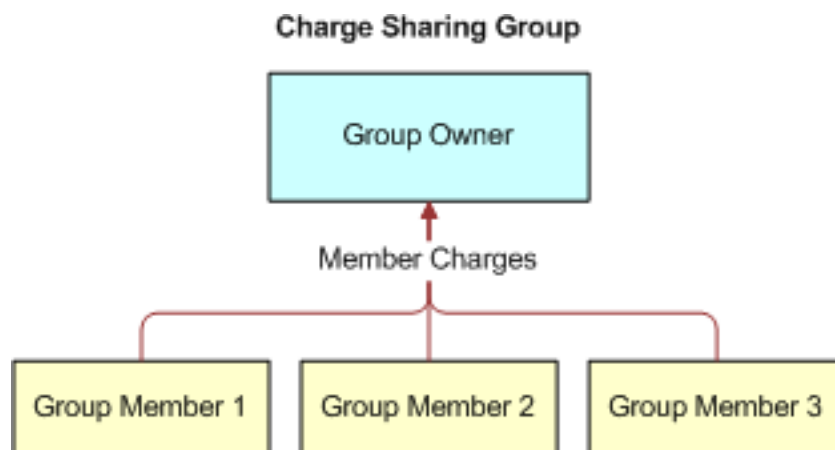 Charge Sharing Group
Group Owner
Member Charges
Group Member 1
Group Member 2
Group Member 3